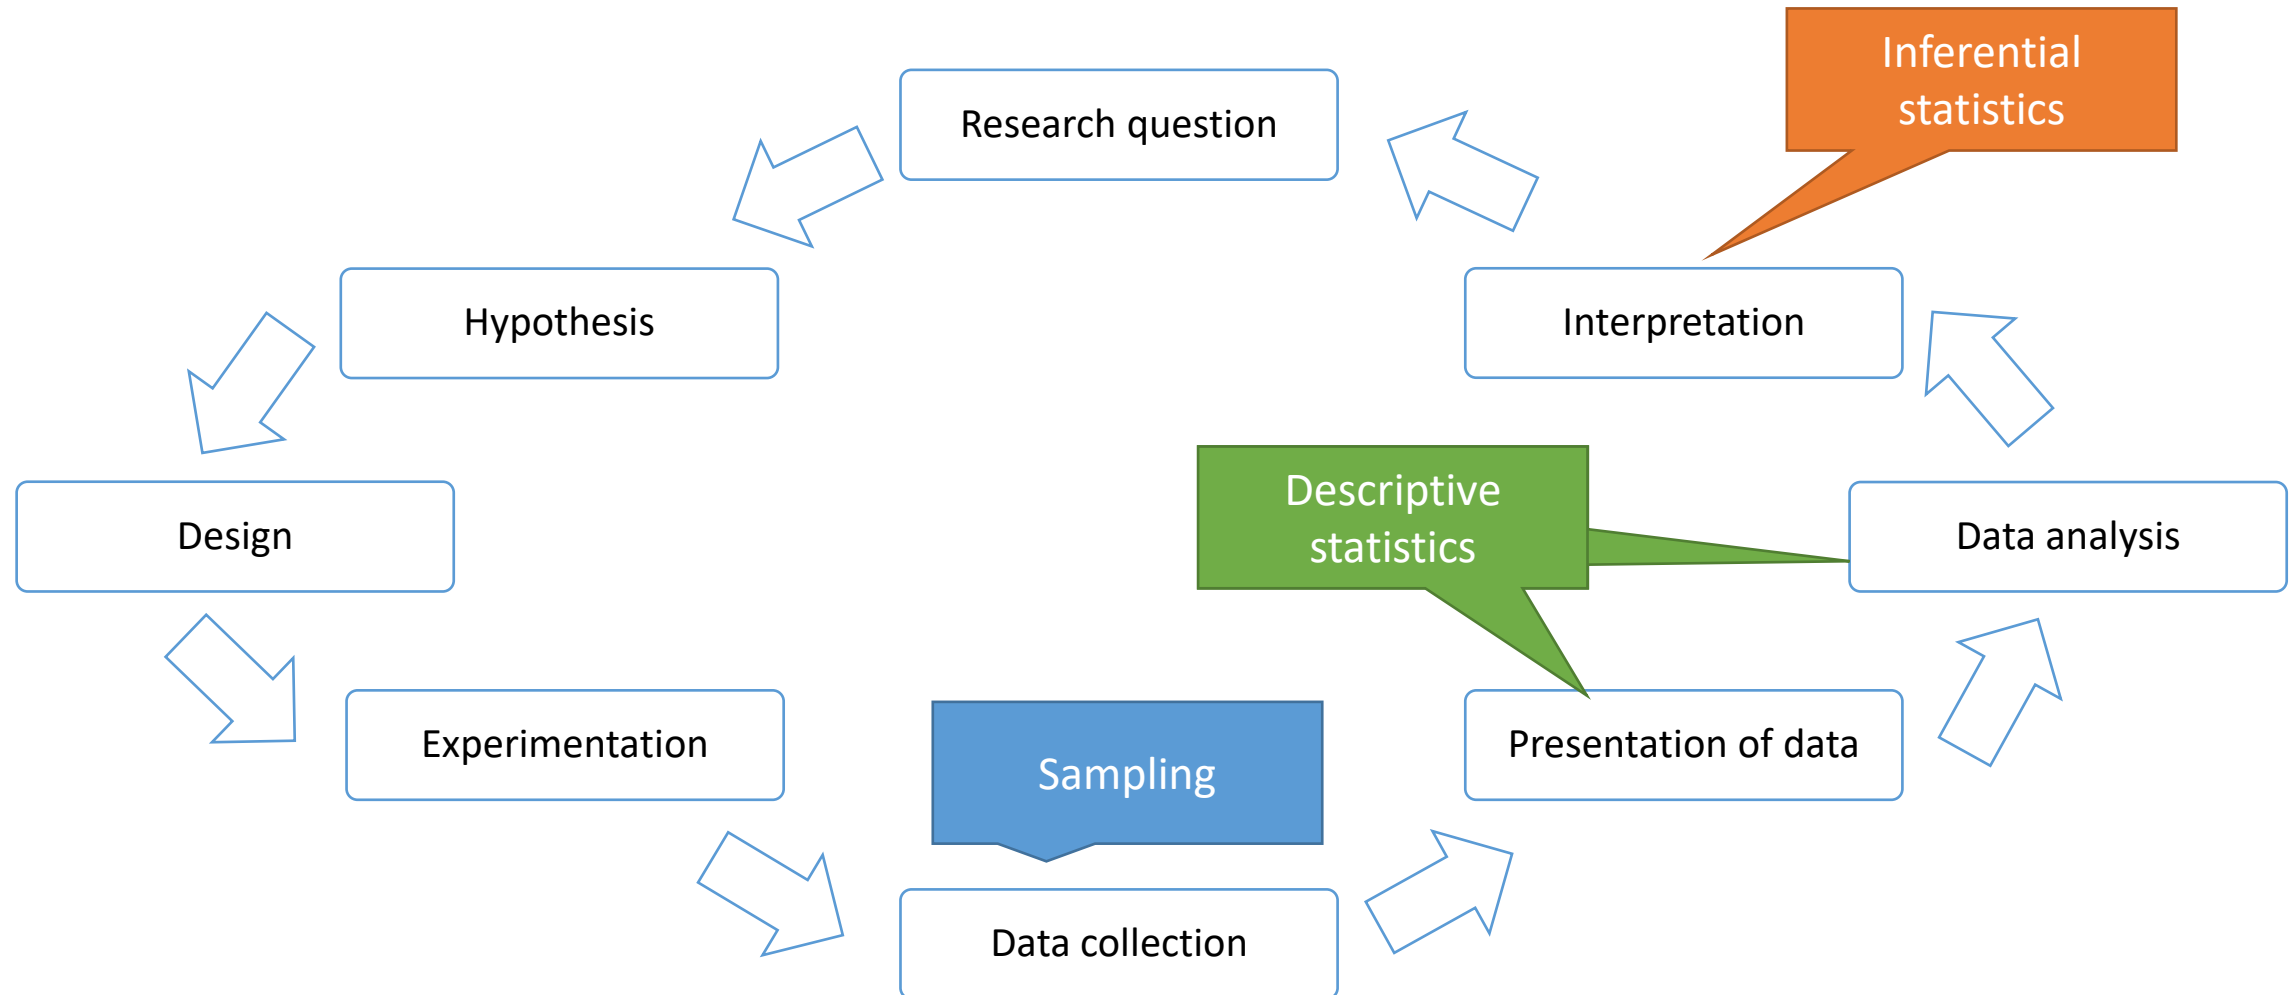 Inferential
statistics
Research question
Hypothesis
Interpretation
Descriptive
statistics
Design
Data analysis
Experimentation
Sampling
Presentation of data
Data collection